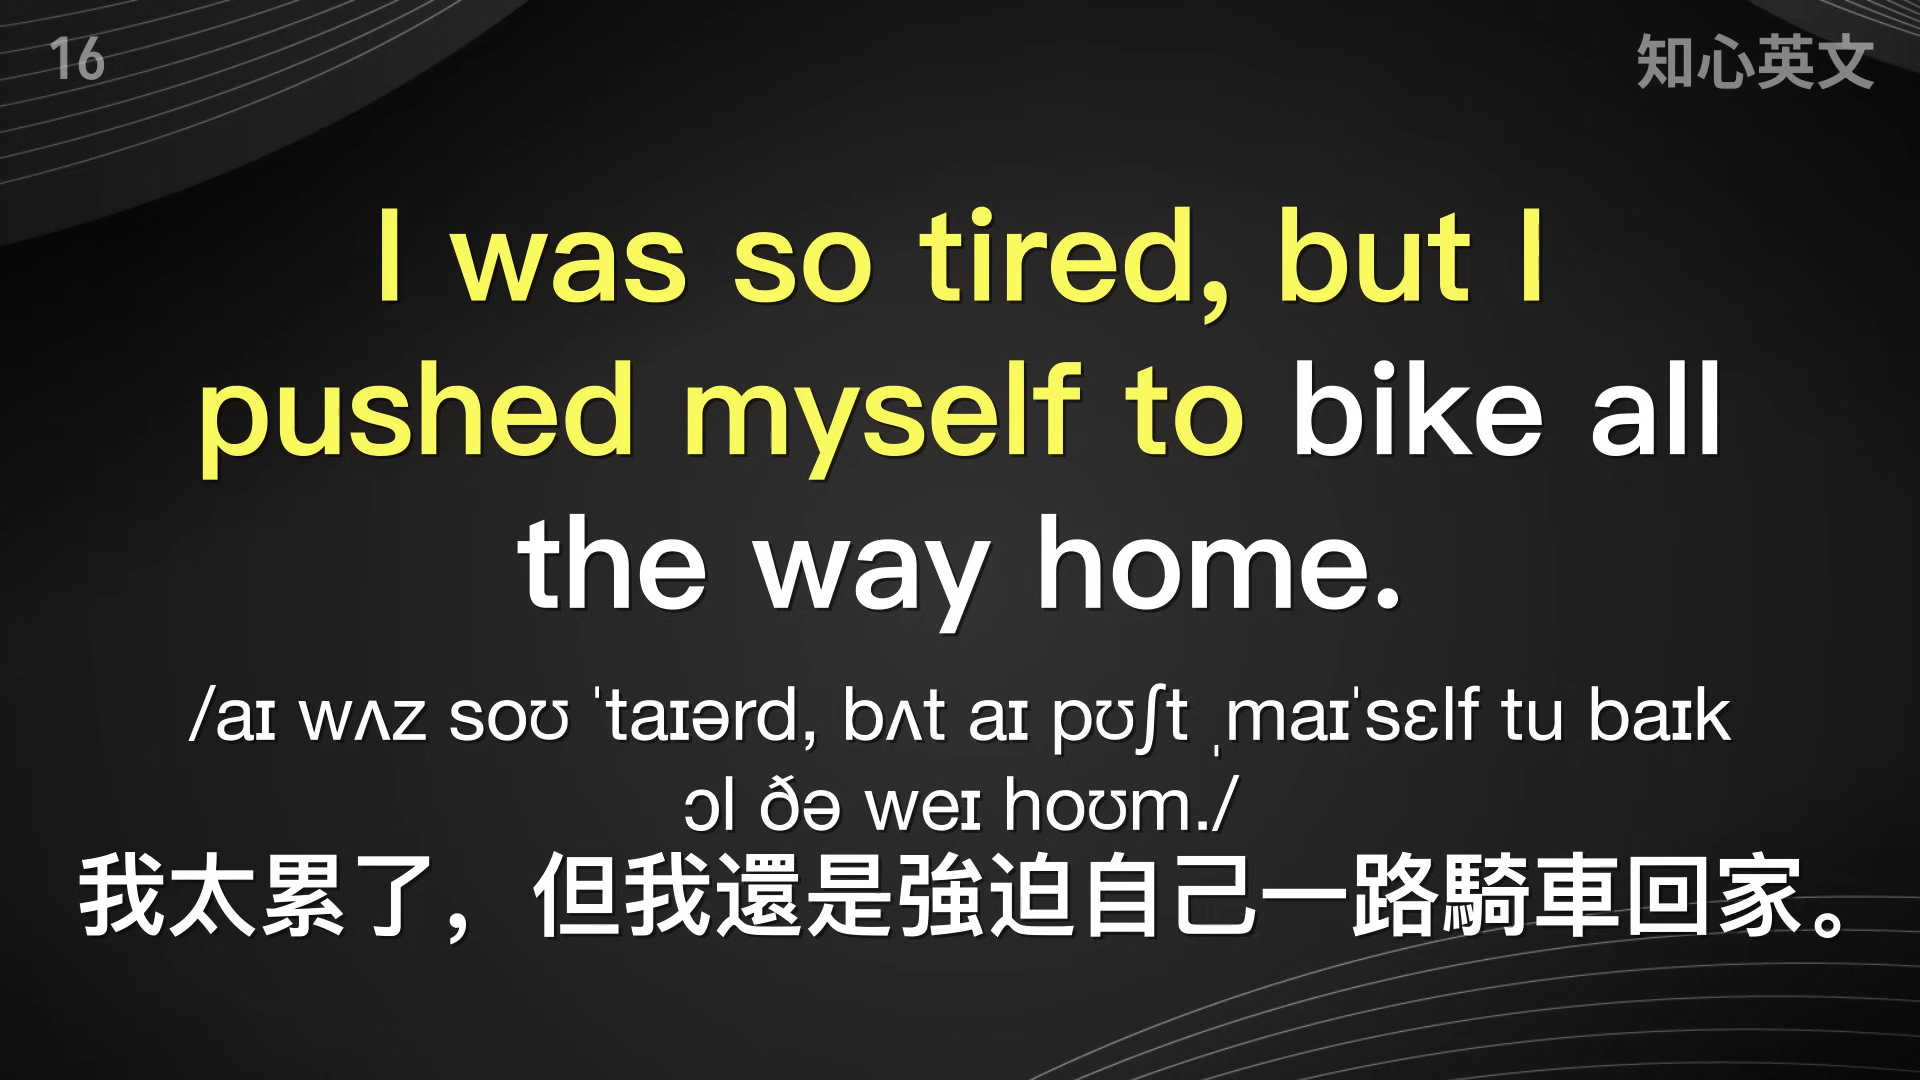 16
知心英文
I was so tired, but I
pushed myself to bike all
the way home.
/aɪ wʌz soʊ ˈtaɪərd, bʌt aɪ pʊʃt ˌmaɪˈsɛlf tu baɪk
ɔl ðə weɪ hoʊm./
我太累了，但我還是強迫自己一路騎車回家。